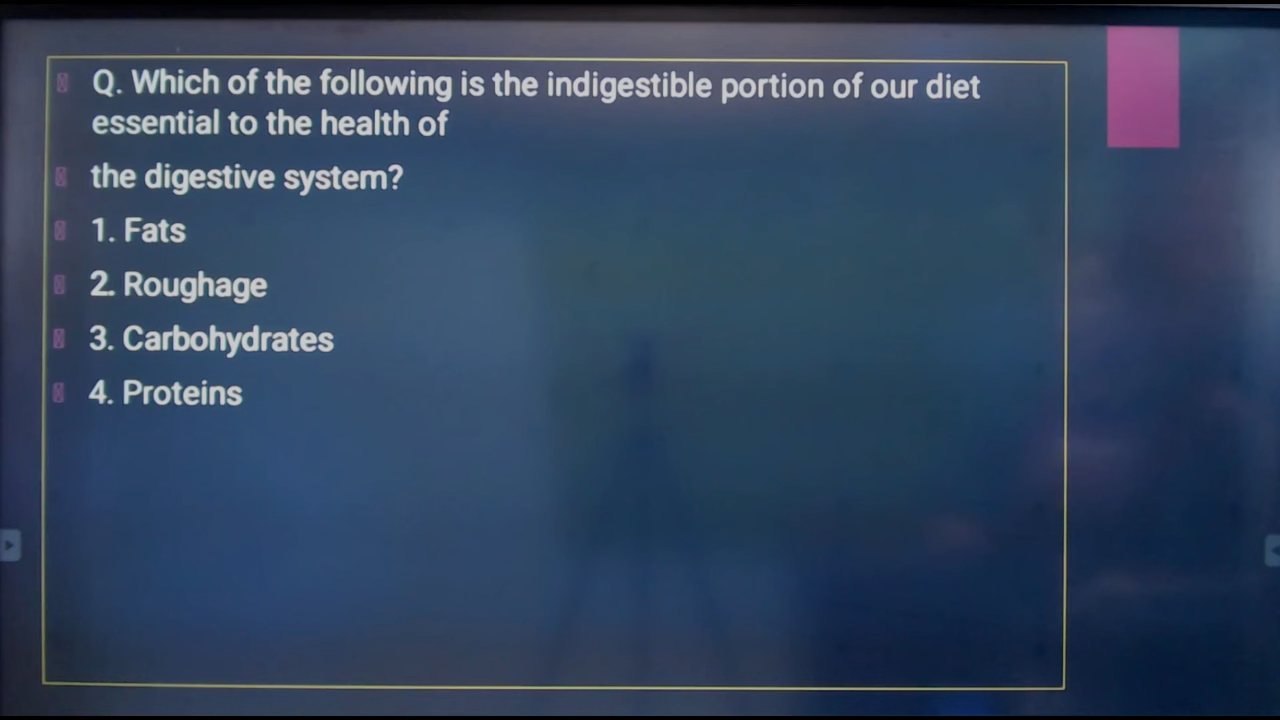 Q. Which of the following is the indigestible portion of our diet
essential to the health of
the digestive system?
1. Fats
2. Roughage
3. Carbohydrates
4. Proteins